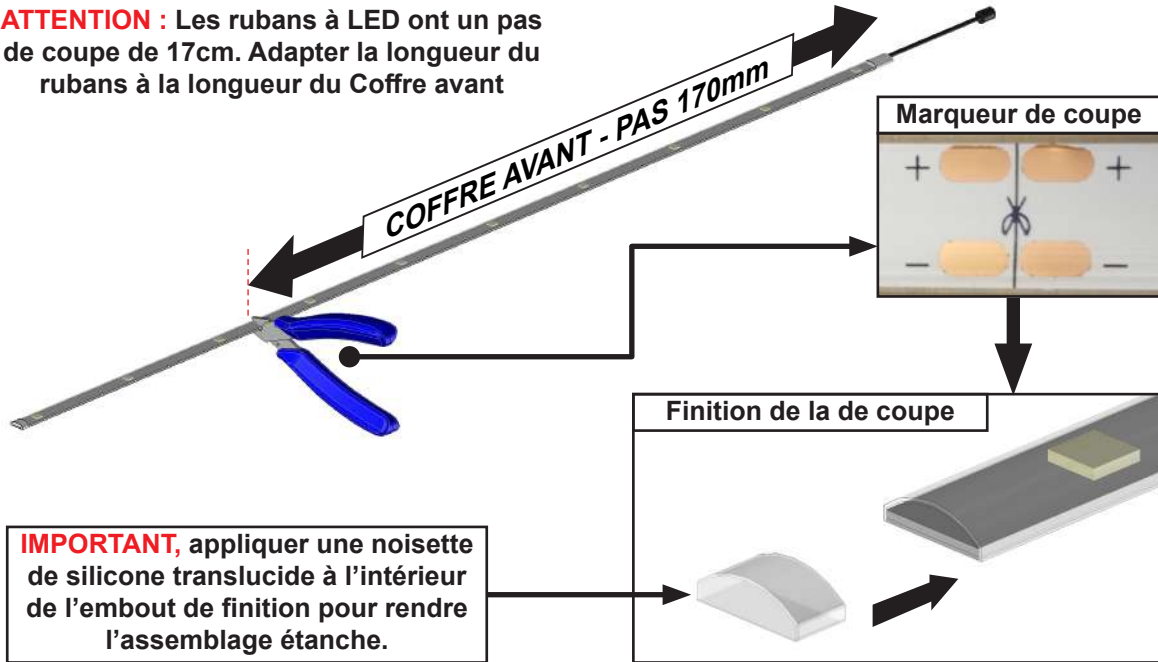 ATTENTION : Les rubans à LED ont un pas
de coupe de 17cm. Adapter la longueur du
rubans à la longueur du Coffre avant
COFFRE AVANT - PAS 170mm
Marqueur de coupe
+ +
- -
Finition de la de coupe
IMPORTANT, appliquer une noisette
de silicone translucide à l'intérieur
de l'embout de finition pour rendre
l'assemblage étanche.